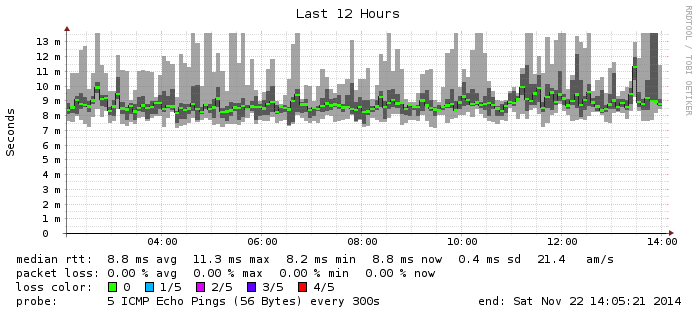 Last 12 Hours
RRDTOOL / TOBI OETIKER
Seconds
13 m
12 m
11 m
10 m
9 m
8 m
7 m
6 m
5 m
4 m
3 m
2 m
1 m
0
04:00 06:00 08:00 10:00 12:00 14:00
median rtt: 8.8 ms avg 11.3 ms max 8.2 ms min 8.8 ms now 0.4 ms sd 21.4 am/s
packet loss: 0.00 % avg 0.00 % max 0.00 % min 0.00 % now
loss color: 0 1/5 2/5 3/5 4/5
probe: 5 ICMP Echo Pings (56 Bytes) every 300s end: Sat Nov 22 14:05:21 2014